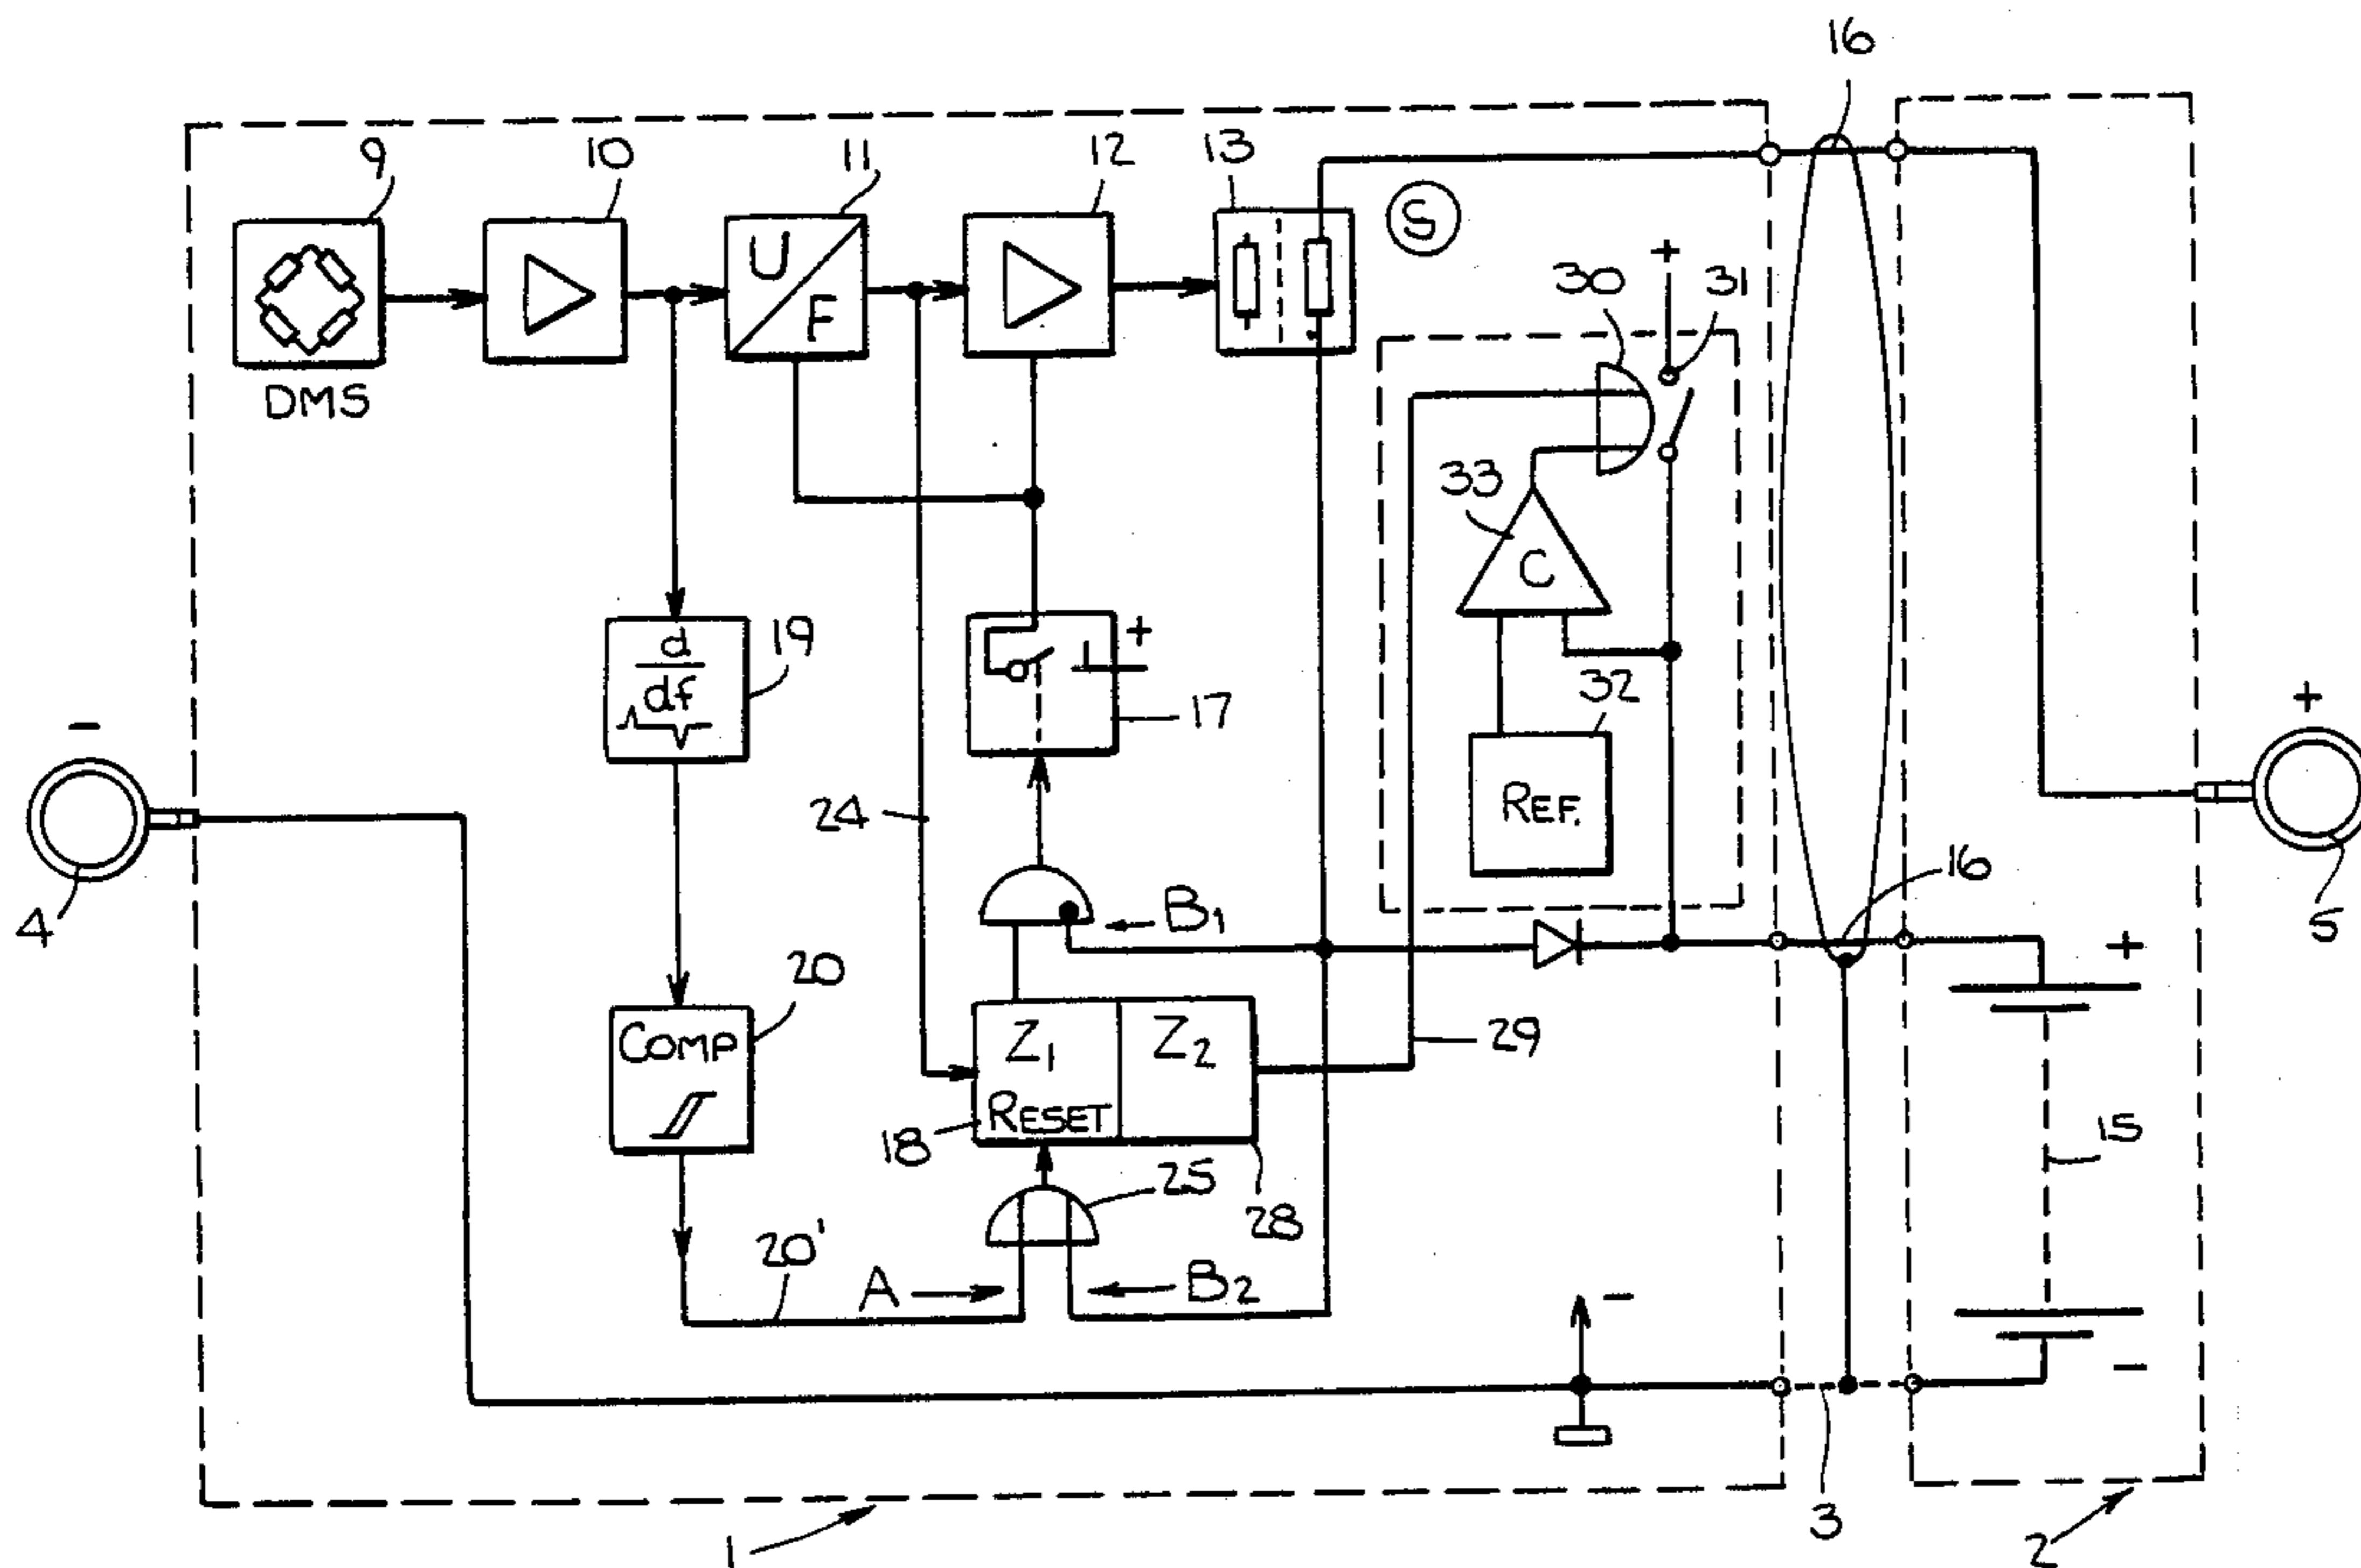 16
9
10
11
12
13
S
U
F
DMS
+
30
31
33
C
d
df
19
+
17
32
REF.
24
-
4
+
5
B1
16
20
COMP
Z1
Z2
RESET
18
29
+
15
25
28
20'
A
B2
-
-
3
1
2